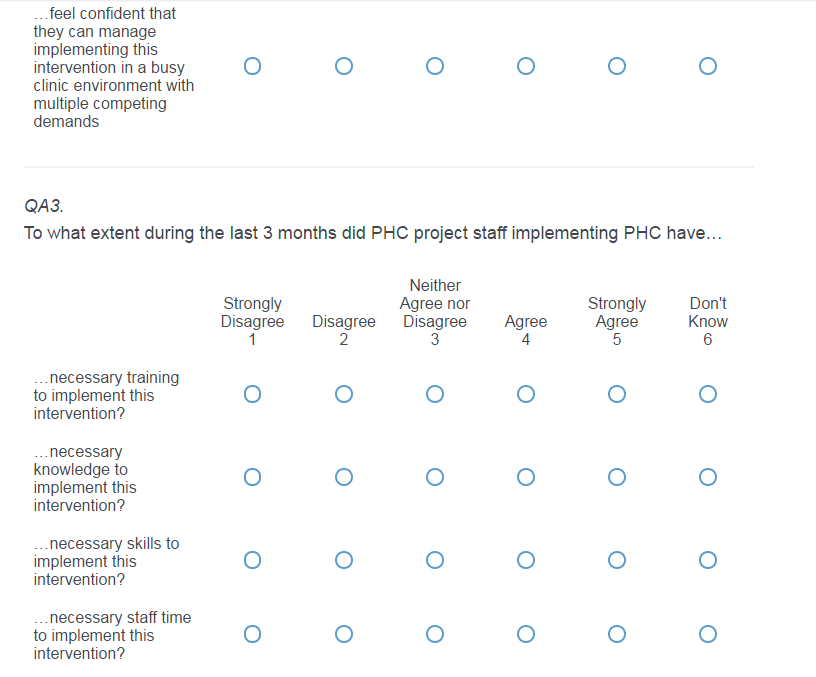 …feel confident that
they can manage
implementing this
intervention in a busy
clinic environment with
multiple competing
demands
QA3.
To what extent during the last 3 months did PHC project staff implementing PHC have…
Strongly Disagree 1
Disagree 2
Neither Agree nor Disagree 3
Agree 4
Strongly Agree 5
Don't Know 6
…necessary training
to implement this
intervention?
…necessary
knowledge to
implement this
intervention?
…necessary skills to
implement this
intervention?
…necessary staff time
to implement this
intervention?